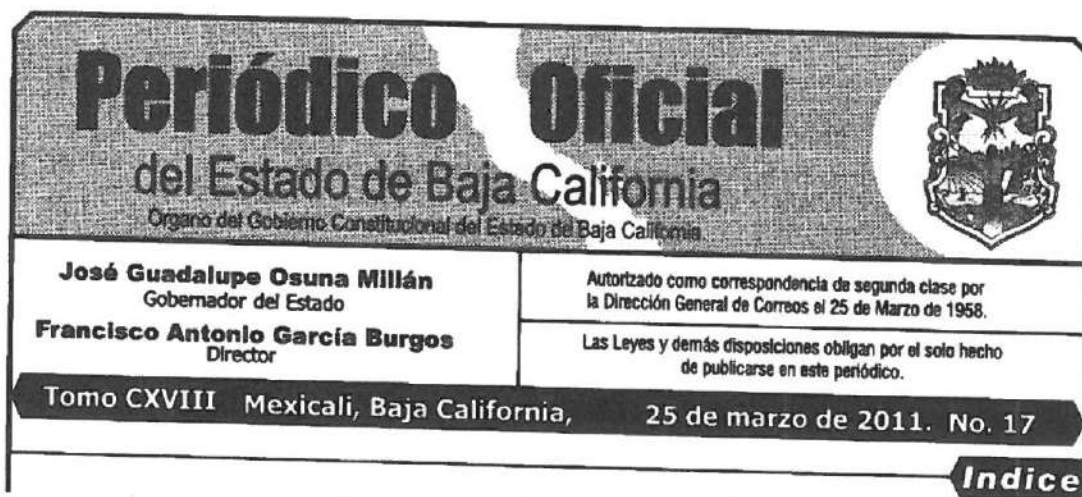 Periódico Oficial
del Estado de Baja California
Organo del Gobierno Constitucional del Estado de Baja California
José Guadalupe Osuna Millán
Gobernador del Estado
Francisco Antonio García Burgos
Director
Autorizado como correspondencia de segunda clase por
la Dirección General de Correos el 25 de Marzo de 1958.
Las Leyes y demás disposiciones obligan por el solo hecho
de publicarse en este periódico.
Tomo CXVIII Mexicali, Baja California, 25 de marzo de 2011. No. 17
Indice